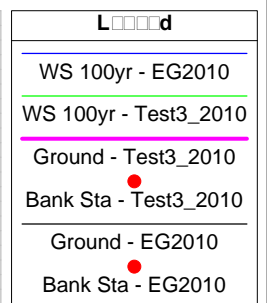 WS 100yr - EG2010
WS 100yr - Test3_2010
Ground - Test3_2010
Bank Sta - Test3_2010
Ground - EG2010
Bank Sta - EG2010